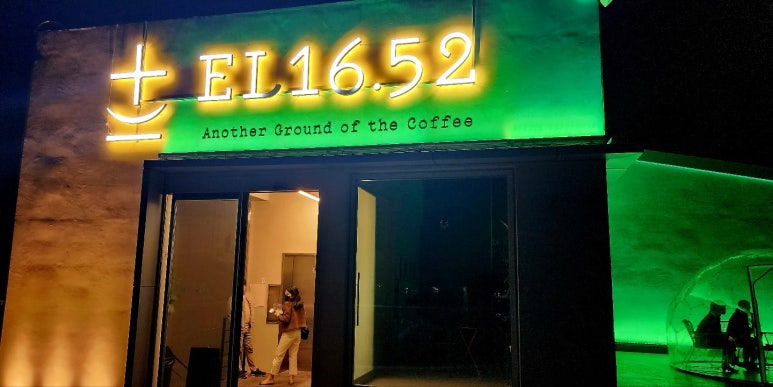 EL16.52
Another Ground of the Coffee